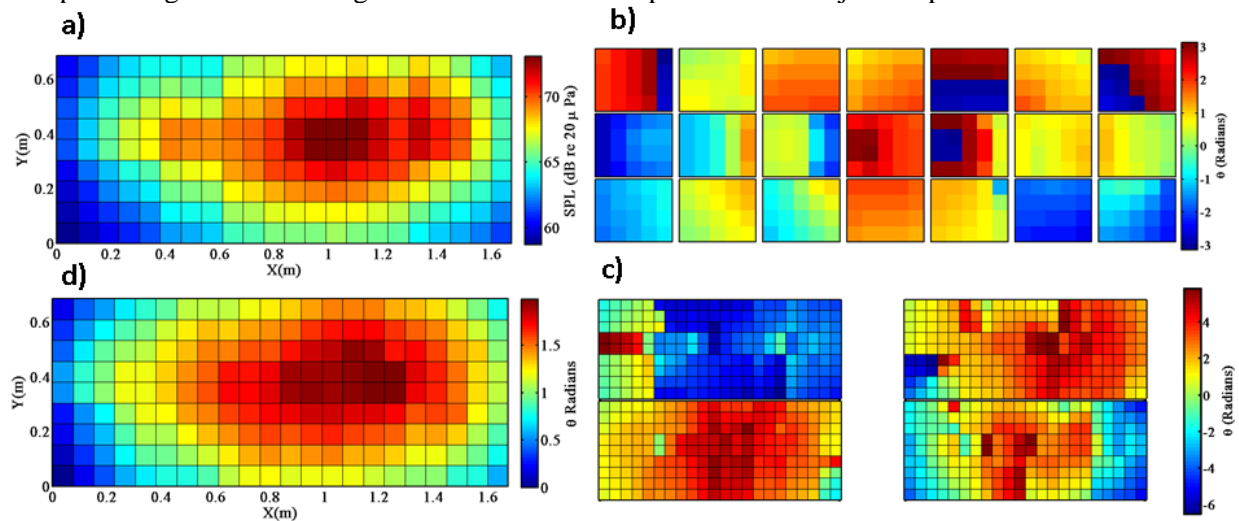 a)
b)
0.6
0.4
0.2
0
Y(m)
0 0.2 0.4 0.6 0.8 1 1.2 1.4 1.6
X(m)
70
65
60
SPL (dB re 20 μ Pa)
3
2
1
0
-1
-2
-3
θ (Radians)
d)
c)
0.6
0.4
0.2
0
Y(m)
0 0.2 0.4 0.6 0.8 1 1.2 1.4 1.6
X(m)
1.5
1
0.5
0
θ Radians
4
2
0
-2
-4
-6
θ (Radians)